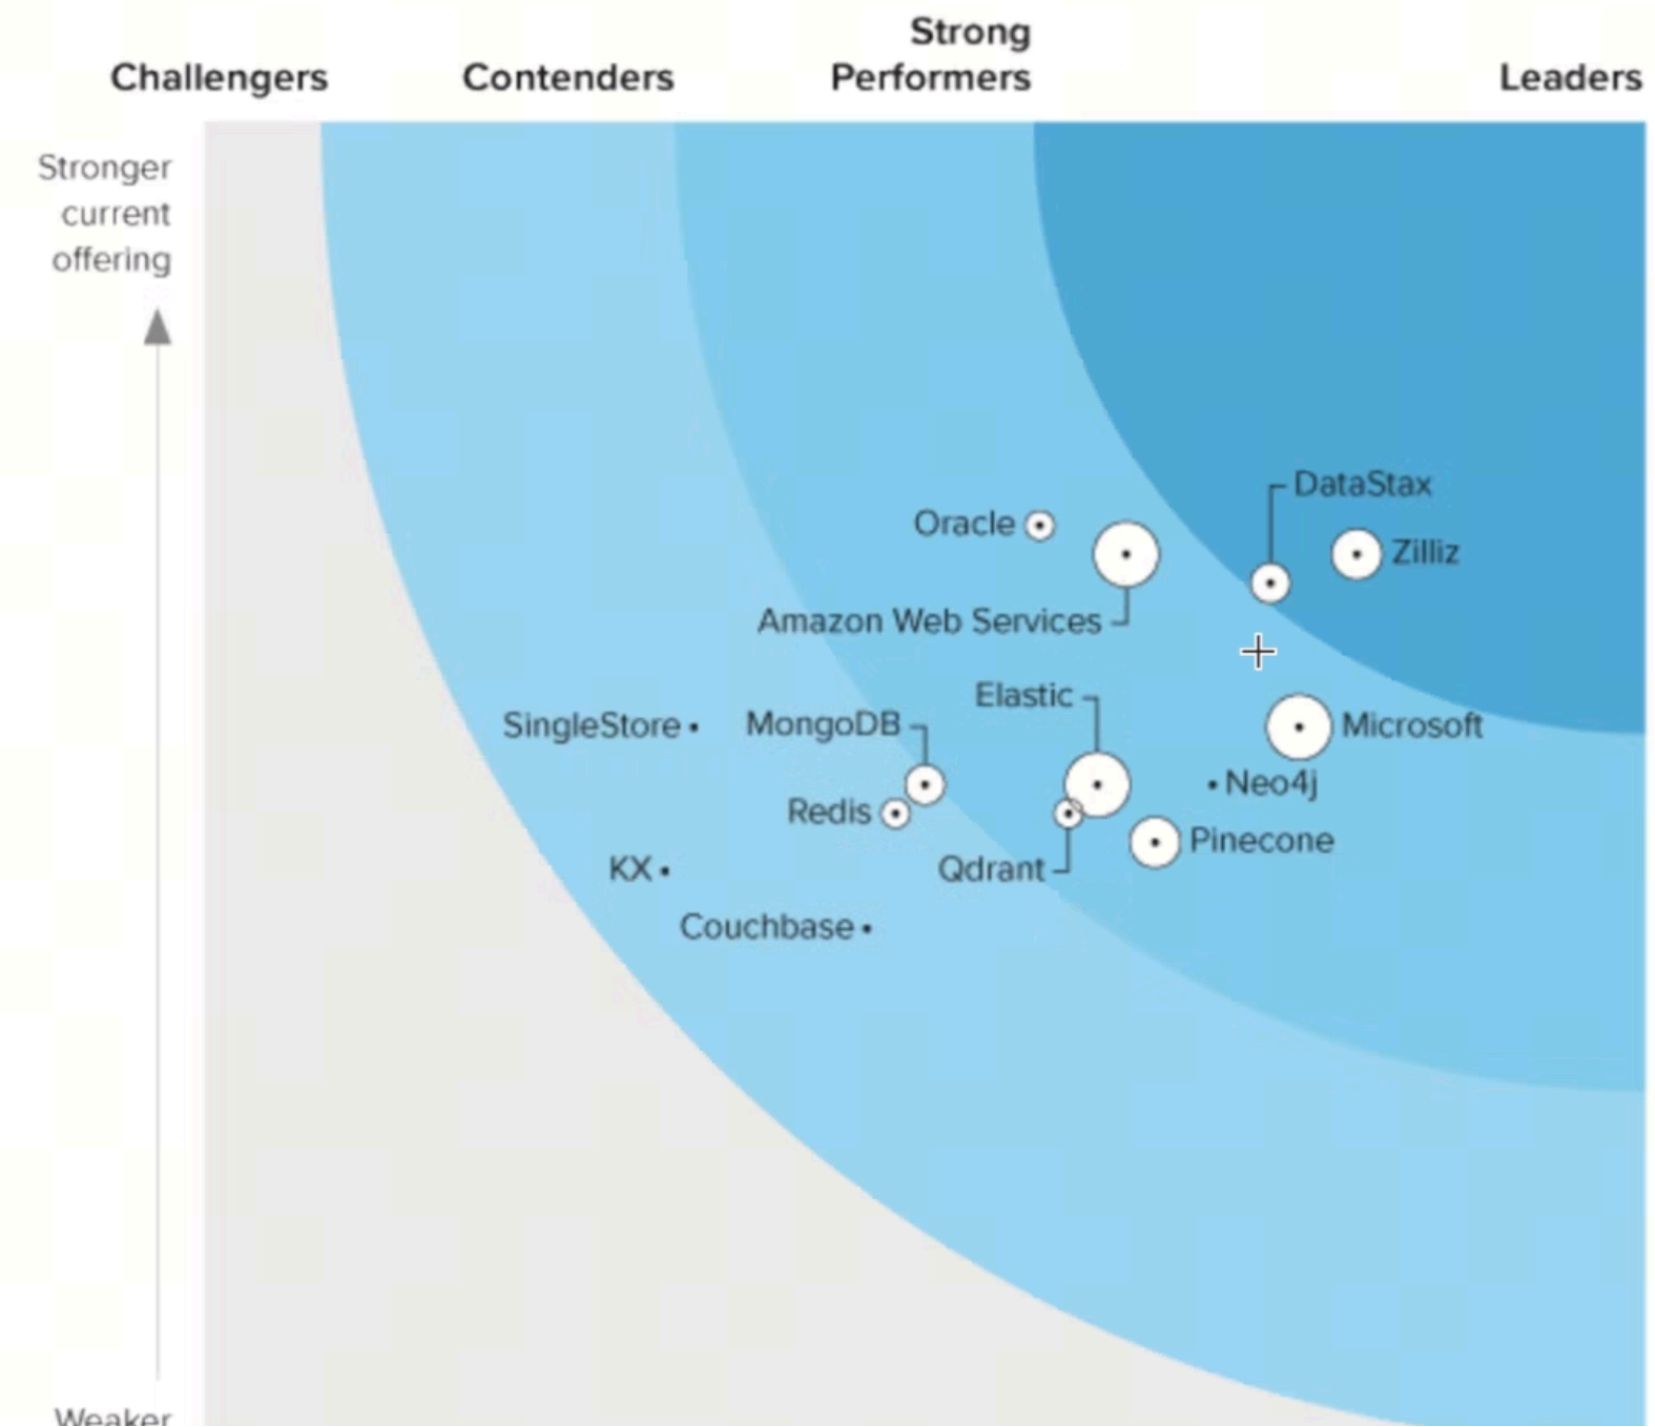 Strong
Challengers Contenders Performers Leaders
Stronger
current
offering
DataStax
Oracle
Zilliz
Amazon Web Services
Elastic
SingleStore MongoDB Microsoft
Neo4j
Redis
Pinecone
KX Qdrant
Couchbase
Weaker